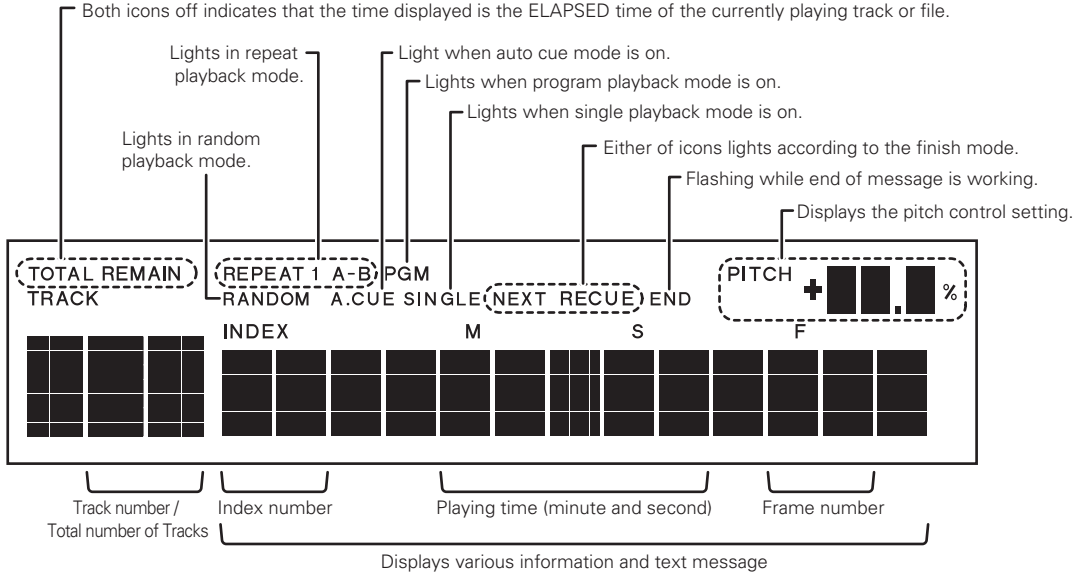 Both icons off indicates that the time displayed is the ELAPSED time of the currently playing track or file.
Lights in repeat
playback mode.
Light when auto cue mode is on.
Lights when program playback mode is on.
Lights when single playback mode is on.
Lights in random
playback mode.
Either of icons lights according to the finish mode.
Flashing while end of message is working.
Displays the pitch control setting.
TOTAL REMAIN REPEAT 1 A-B PGM PITCH
TRACK RANDOM A.CUE SINGLE NEXT RECUE END + . %
INDEX M S F
Track number /
Total number of Tracks
Index number
Playing time (minute and second)
Frame number
Displays various information and text message